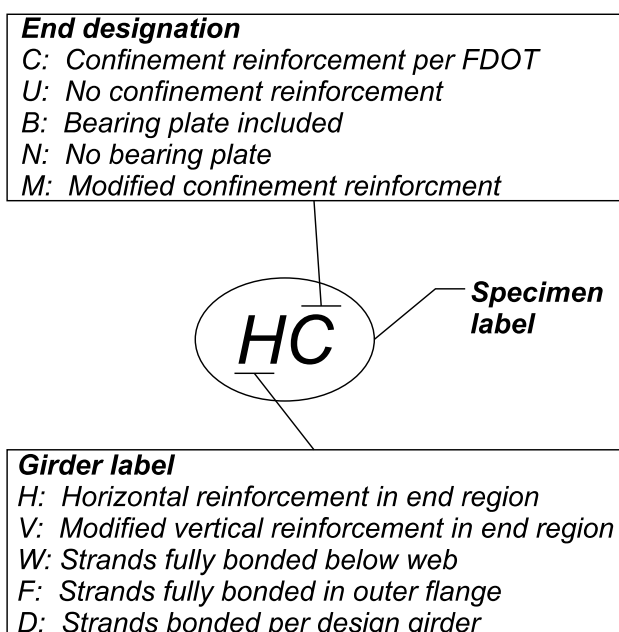 End designation
C: Confinement reinforcement per FDOT
U: No confinement reinforcement
B: Bearing plate included
N: No bearing plate
M: Modified confinement reinforcment
HC
Specimen
label
Girder label
H: Horizontal reinforcement in end region
V: Modified vertical reinforcement in end region
W: Strands fully bonded below web
F: Strands fully bonded in outer flange
D: Strands bonded per design girder